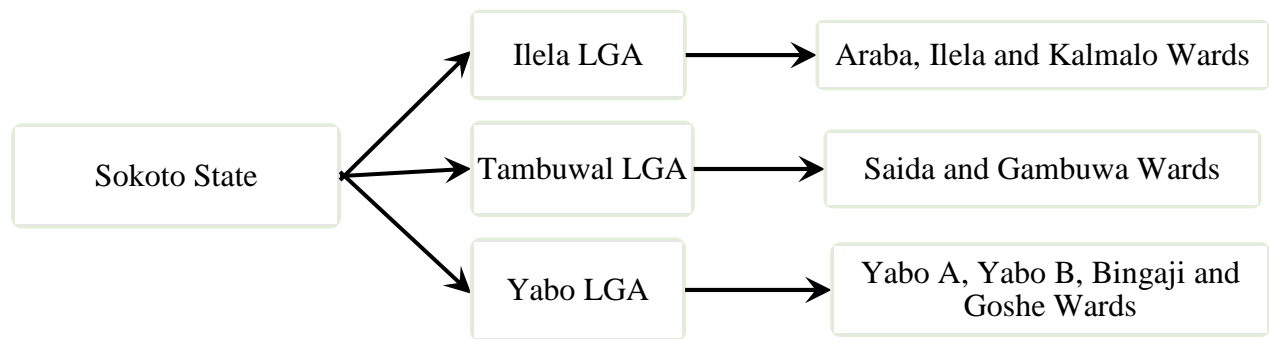 Sokoto State
Ilela LGA
Araba, Ilela and Kalmalo Wards
Tambuwal LGA
Saida and Gambuwa Wards
Yabo LGA
Yabo A, Yabo B, Bingaji and
Goshe Wards